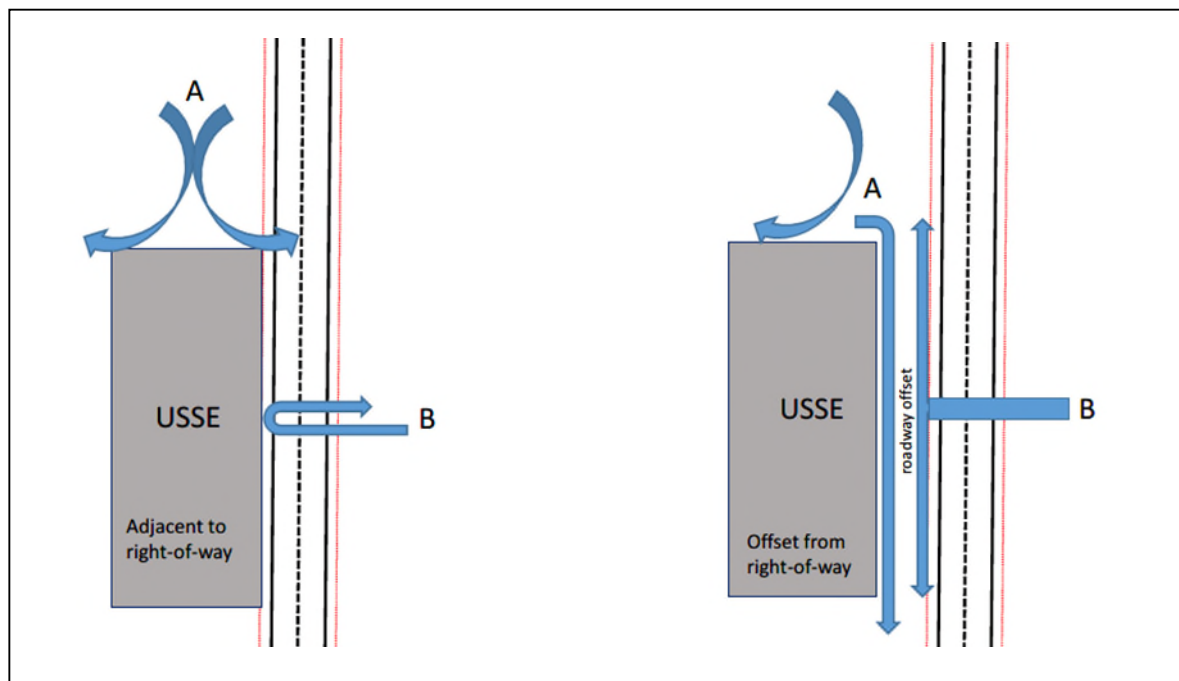 A
USSE
B
Adjacent to
right-of-way
A
roadway offset
USSE
B
Offset from
right-of-way